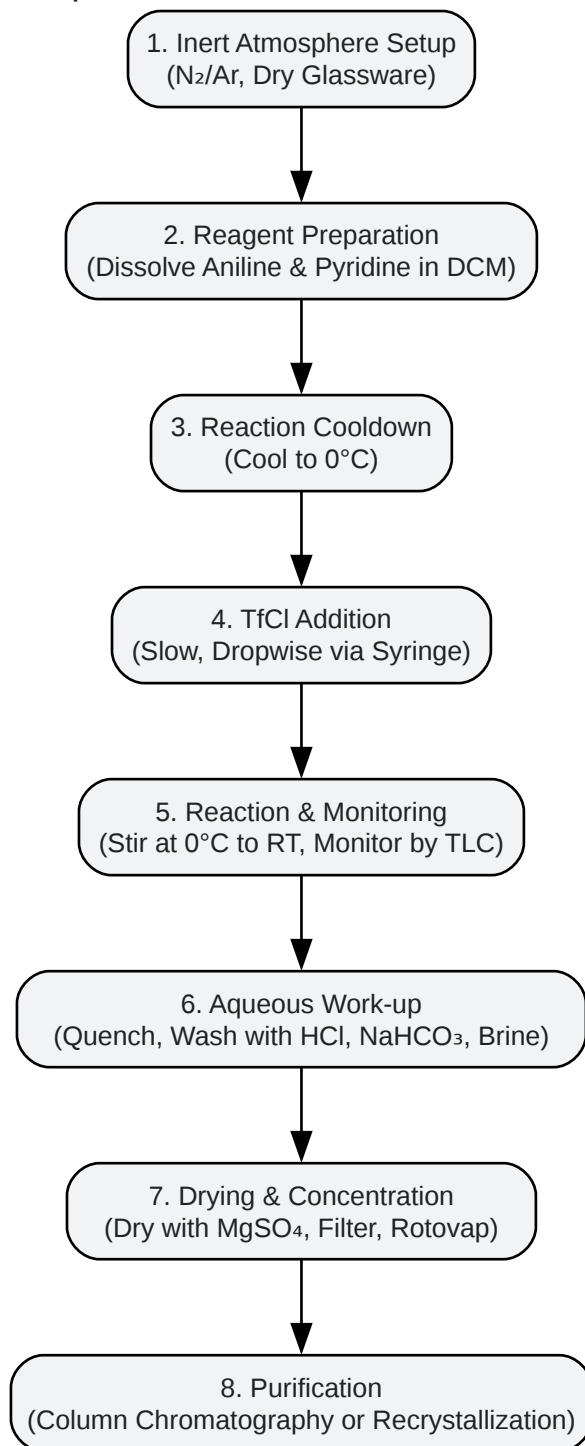 1. Inert Atmosphere Setup
(N₂/Ar, Dry Glassware)
2. Reagent Preparation
(Dissolve Aniline & Pyridine in DCM)
3. Reaction Cooldown
(Cool to 0°C)
4. TfCl Addition
(Slow, Dropwise via Syringe)
5. Reaction & Monitoring
(Stir at 0°C to RT, Monitor by TLC)
6. Aqueous Work-up
(Quench, Wash with HCl, NaHCO₃, Brine)
7. Drying & Concentration
(Dry with MgSO₄, Filter, Rotovap)
8. Purification
(Column Chromatography or Recrystallization)